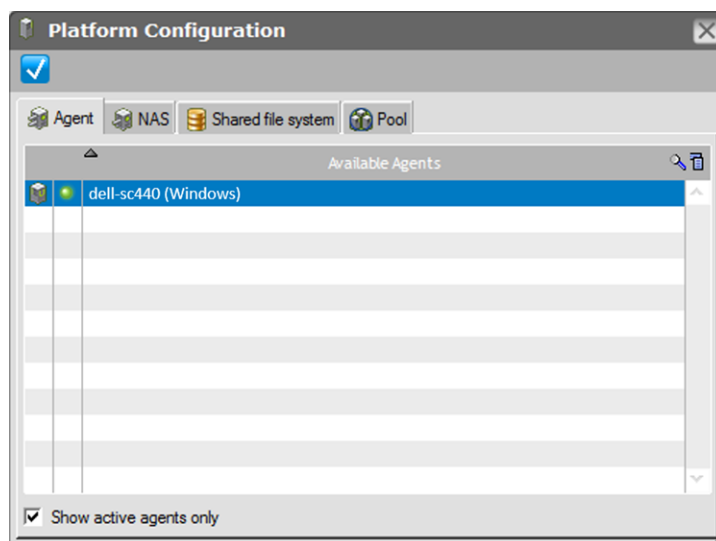 Platform Configuration
Agent NAS Shared file system Pool
Available Agents
dell-sc440 (Windows)
Show active agents only